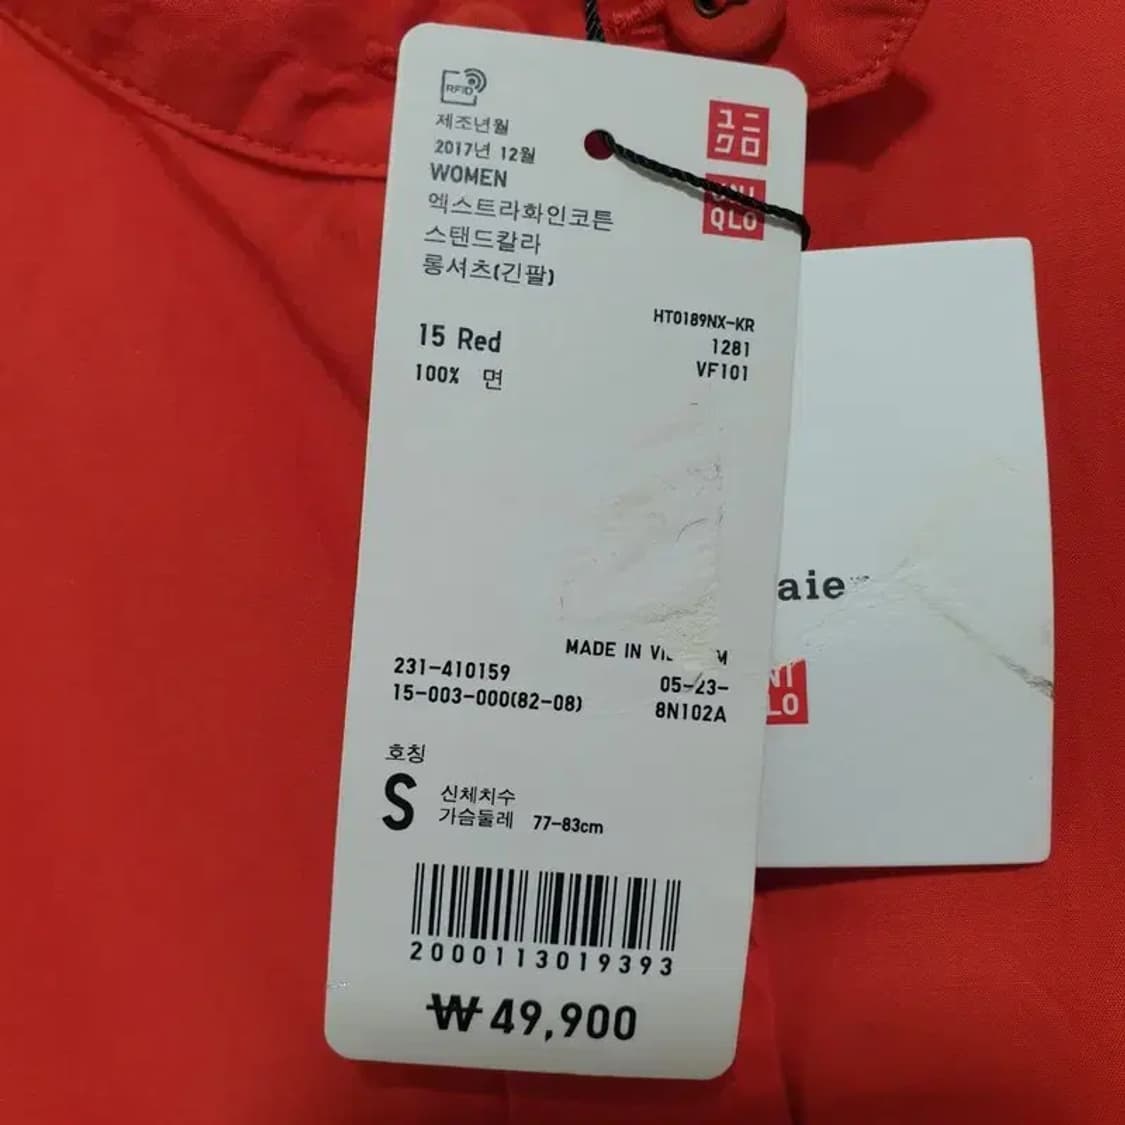 RFID
제조년월
2017년 12월
WOMEN
엑스트라화인코튼
스탠드칼라
롱셔츠(긴팔)
ユニ
クロ
UNI
QLO
15 Red
100% 면
HT0189NX-KR
1281
VF101
MADE IN
231-410159
05-23-
15-003-000(82-08)
8N102A
호칭
S
신체치수
가슴둘레 77-83cm
2000113019393
₩49,900
aie
NI
LO